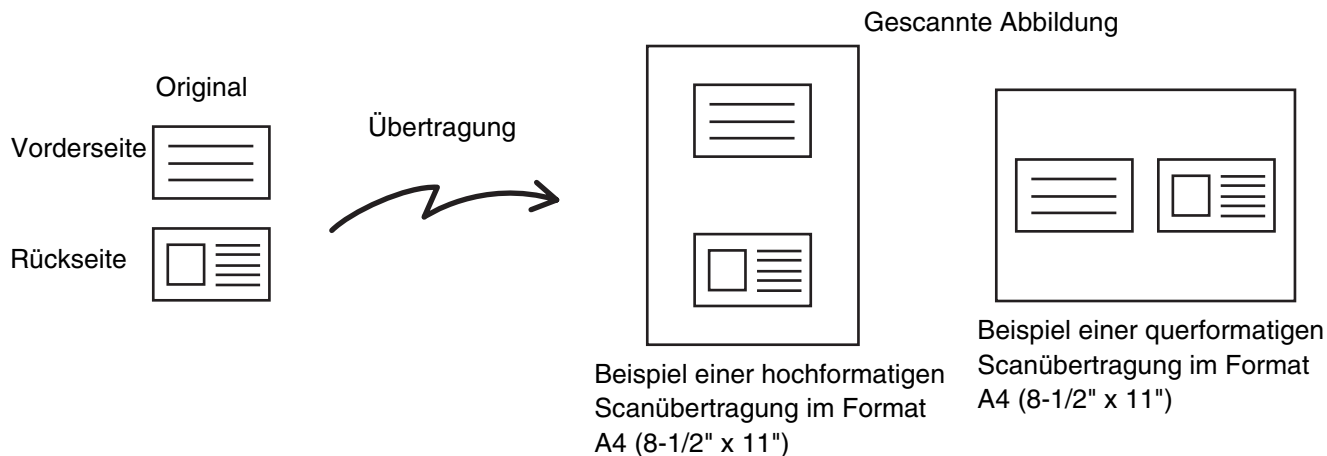 Gescannte Abbildung
Original
Vorderseite
Übertragung
Rückseite
Beispiel einer hochformatigen
Scanübertragung im Format
A4 (8-1/2" x 11")
Beispiel einer querformatigen
Scanübertragung im Format
A4 (8-1/2" x 11")